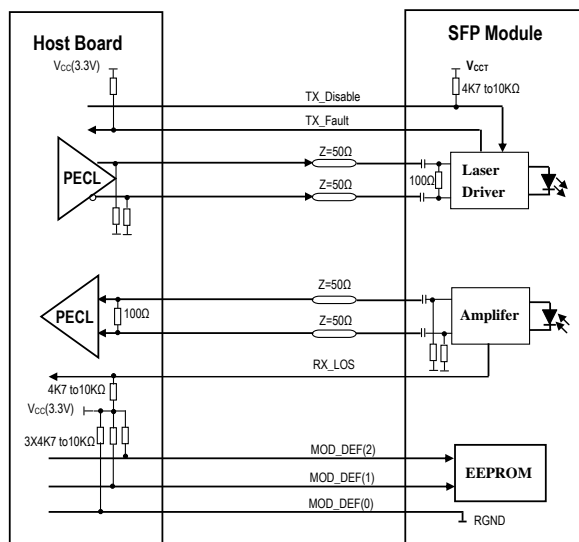 Host Board
SFP Module
VCC(3.3V)
VCCT
4K7 to10KΩ
TX_Disable
TX_Fault
PECL
Z=50Ω
Z=50Ω
100Ω
Laser
Driver
PECL
100Ω
Z=50Ω
Z=50Ω
Amplifer
RX_LOS
4K7 to10KΩ
VCC(3.3V)
3X4K7 to10KΩ
MOD_DEF(2)
MOD_DEF(1)
MOD_DEF(0)
EEPROM
RGND